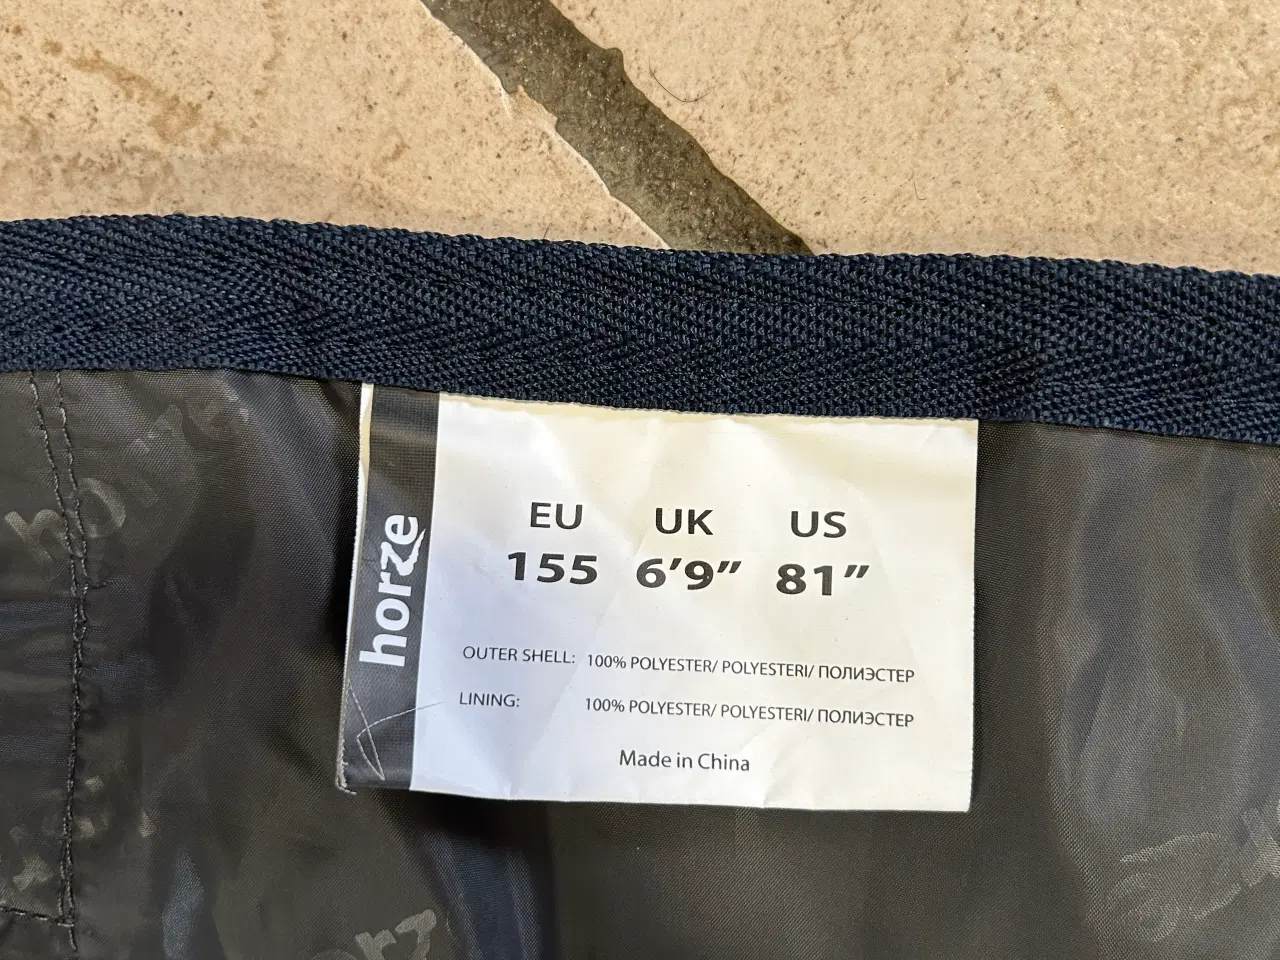 horze
EU UK US
155 6'9" 81"
OUTER SHELL: 100% POLYESTER/ POLYESTERI/ ПОЛИЭСТЕР
LINING: 100% POLYESTER/ POLYESTERI/ ПОЛИЭСТЕР
Made in China